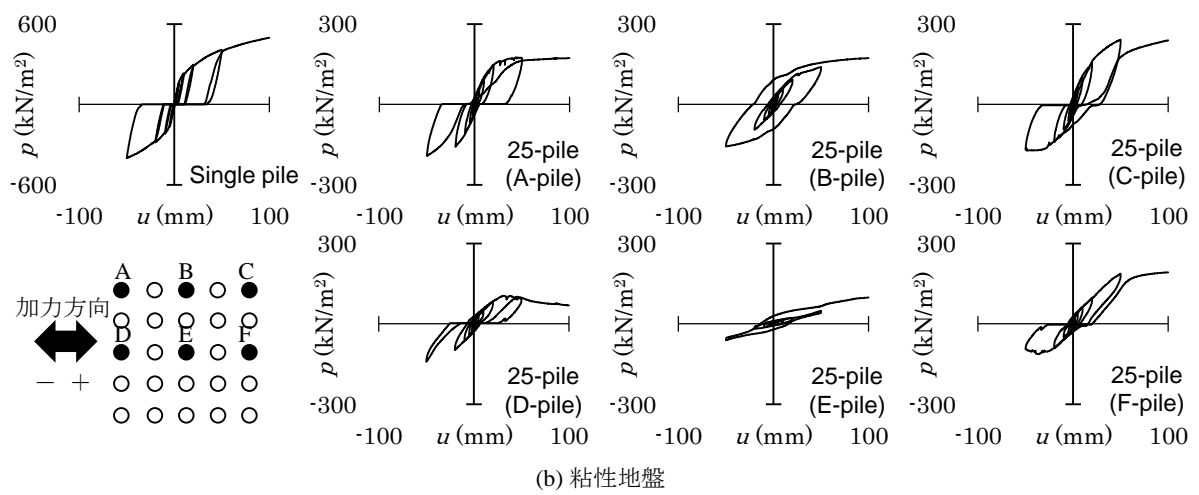 600
p (kN/m²)
-600
Single pile
-100 u (mm) 100
300
p (kN/m²)
-300
25-pile
(A-pile)
-100 u (mm) 100
300
p (kN/m²)
-300
25-pile
(B-pile)
-100 u (mm) 100
300
p (kN/m²)
-300
25-pile
(C-pile)
-100 u (mm) 100
A B C
加力方向
D E F
− +
300
p (kN/m²)
-300
25-pile
(D-pile)
-100 u (mm) 100
300
p (kN/m²)
-300
25-pile
(E-pile)
-100 u (mm) 100
300
p (kN/m²)
-300
25-pile
(F-pile)
-100 u (mm) 100
(b) 粘性地盤